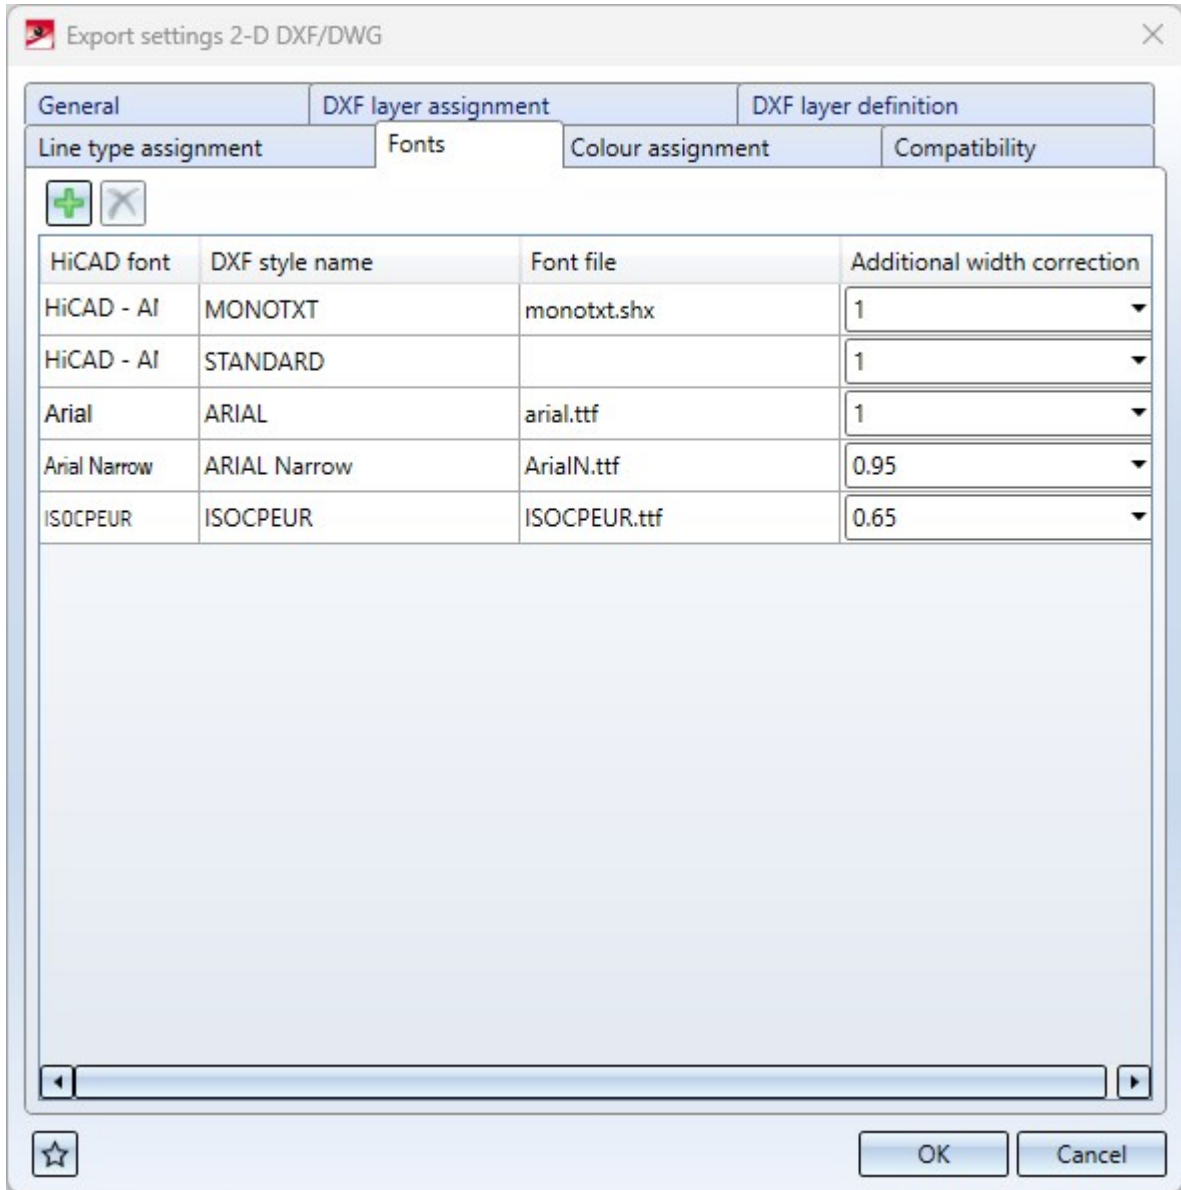 Export settings 2-D DXF/DWG
General DXF layer assignment DXF layer definition
Line type assignment Fonts Colour assignment Compatibility
HiCAD font DXF style name Font file Additional width correction
HiCAD - MONOTXT monotxt.shx 1
HiCAD - STANDARD 1
Arial ARIAL arial.ttf 1
Arial Narrow ARIAL Narrow ArialN.ttf 0.95
ISOCPEUR ISOCPEUR ISOCPEUR.ttf 0.65
OK Cancel